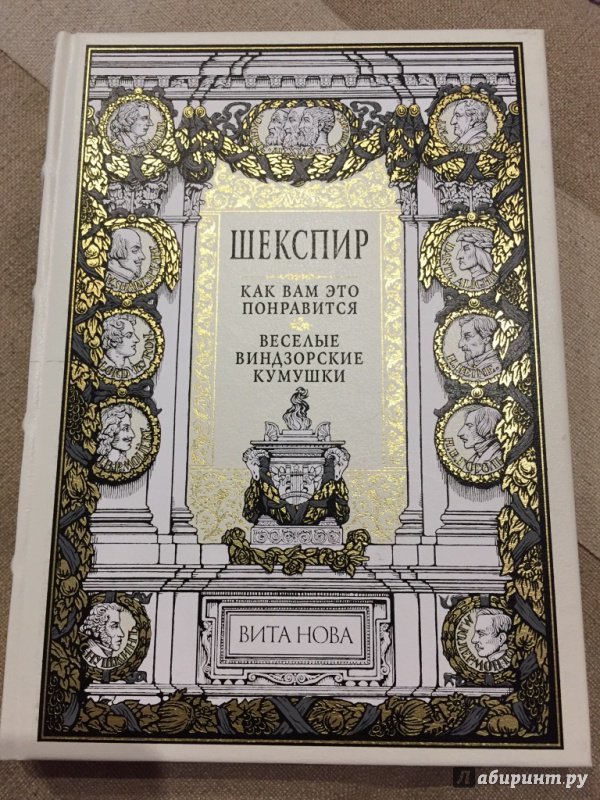 ШЕКСПИР
КАК ВАМ ЭТО
ПОНРАВИТСЯ
ВЕСЕЛЫЕ
ВИНДЗОРСКИЕ
КУМУШКИ
ВИТА НОВА
Лабиринт.ру